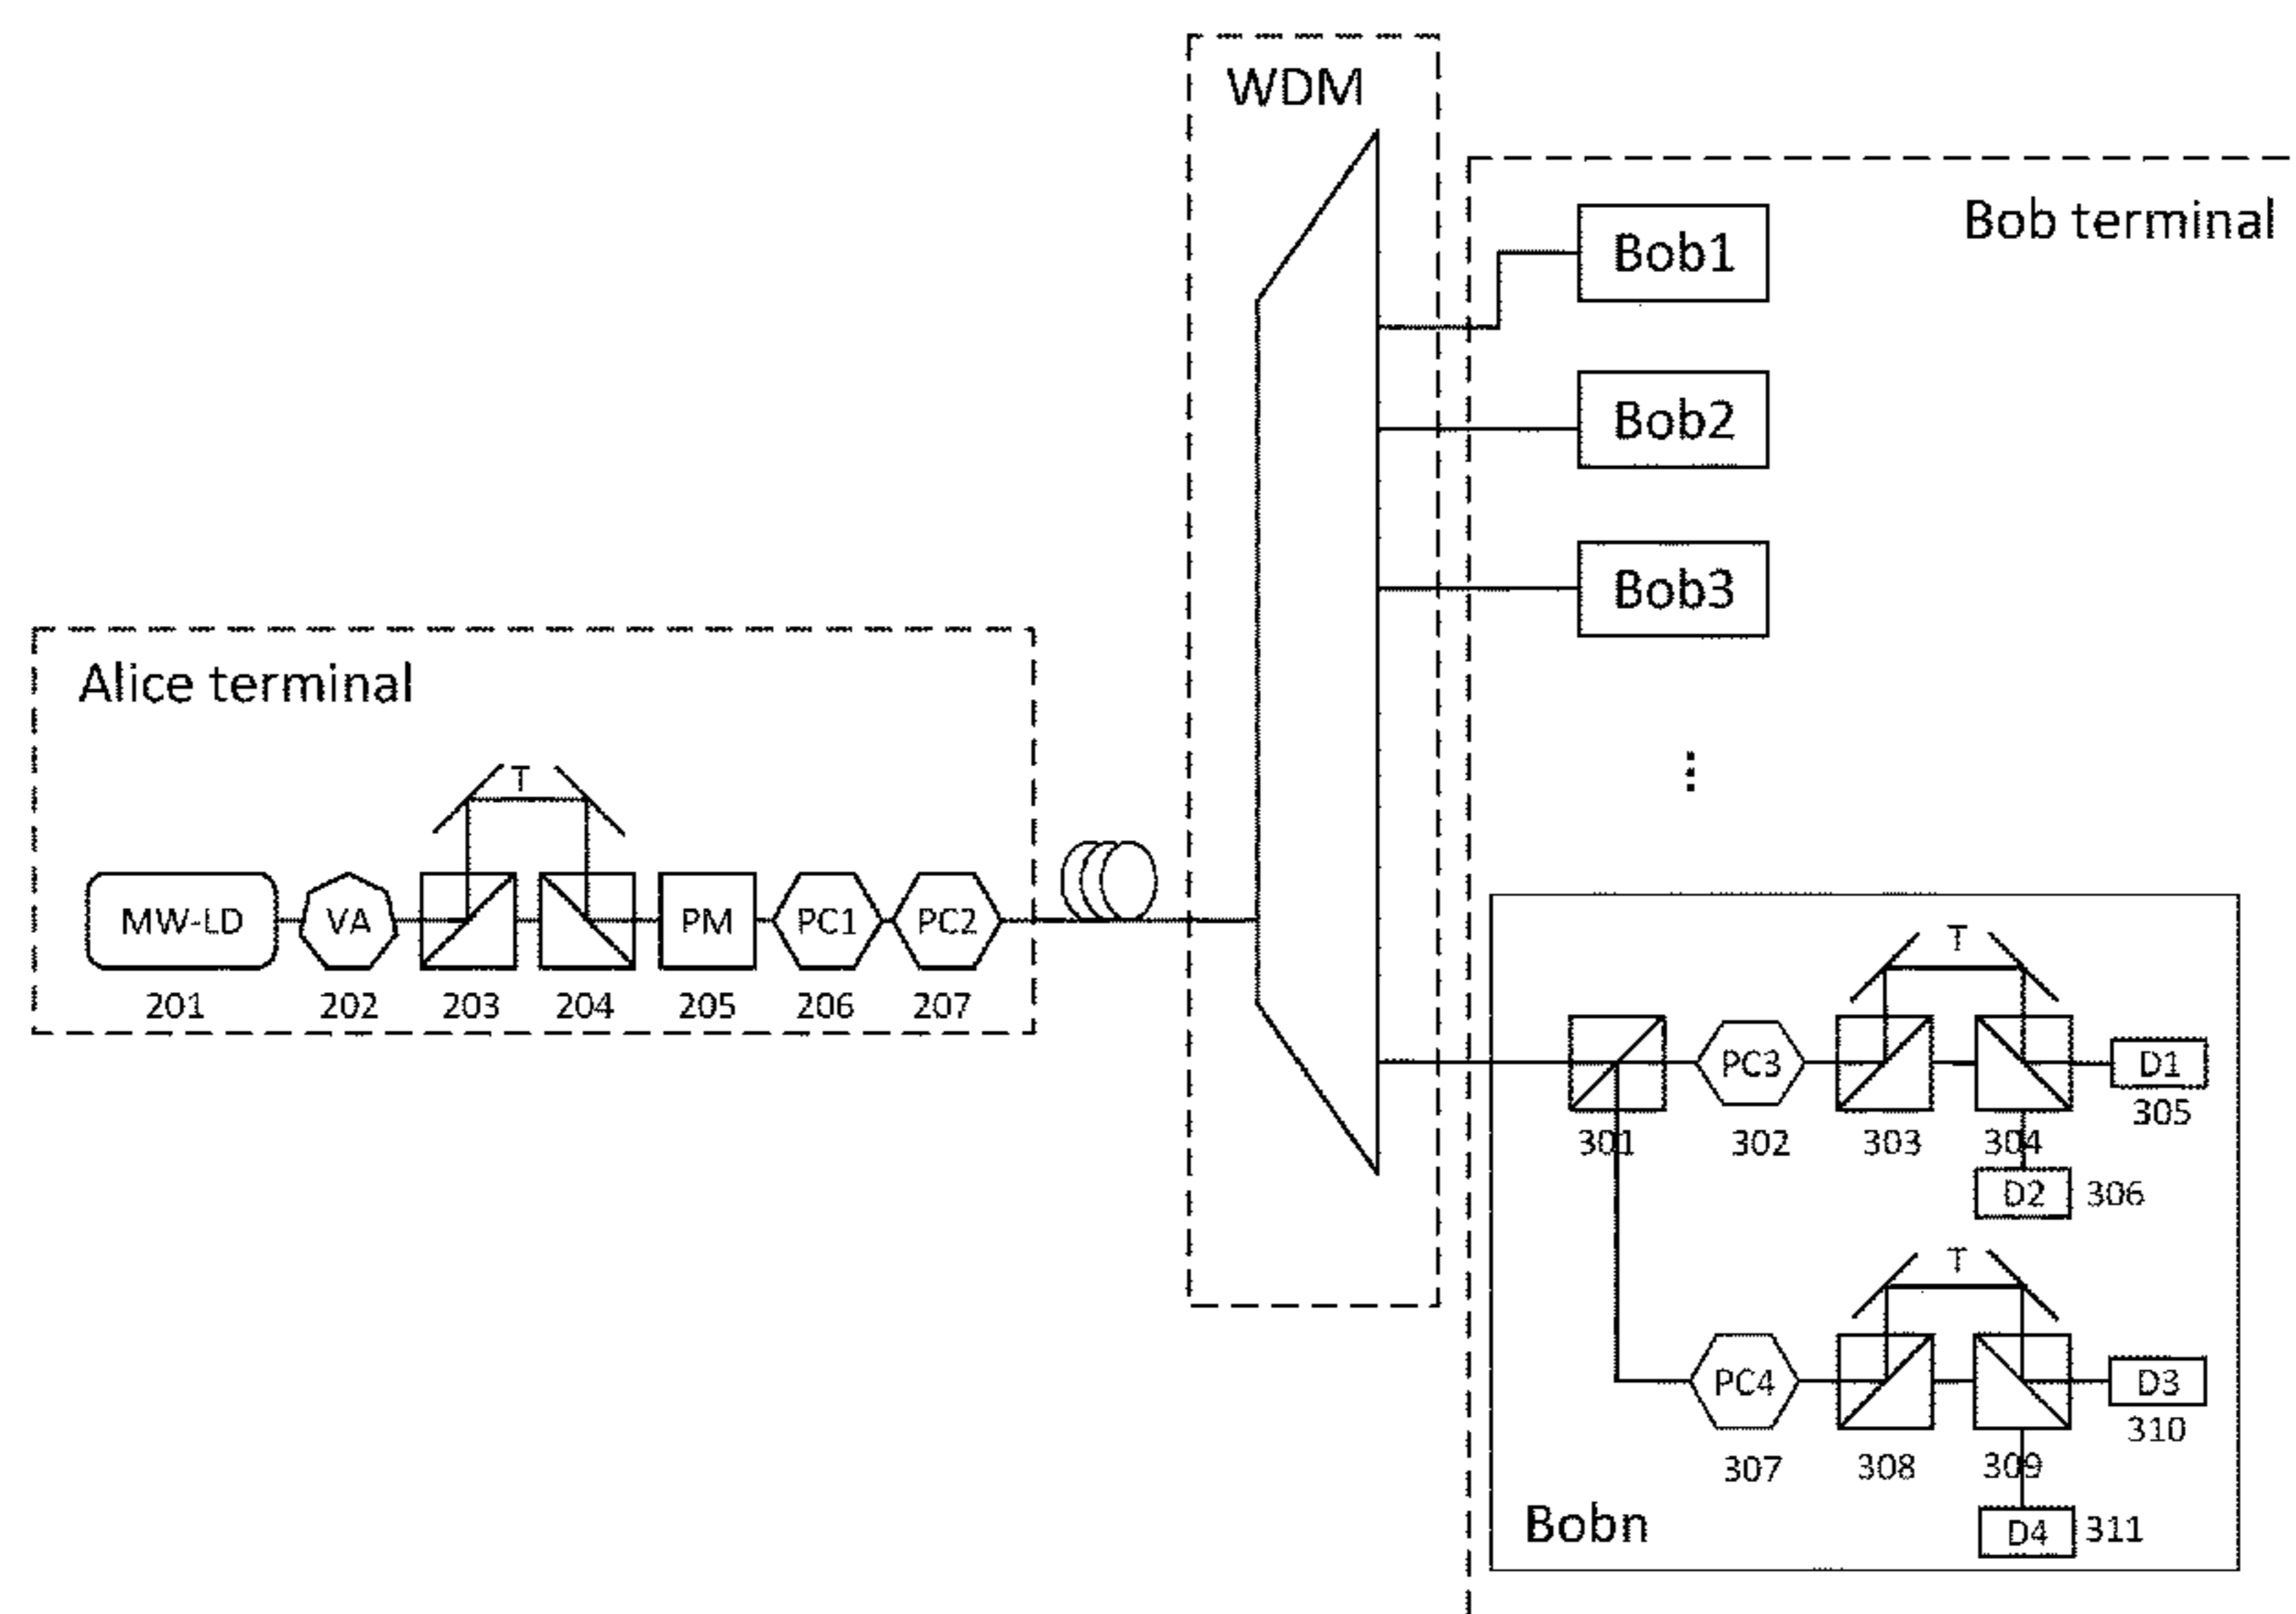 WDM
Bob terminal
Bob1
Bob2
Bob3
⋮
Alice terminal
T
MW-LD VA PM PC1 PC2
201 202 203 204 205 206 207
T
PC3 D1
301 302 303 304 305
D2 306
T
PC4 D3
307 308 309 310
D4 311
Bobn